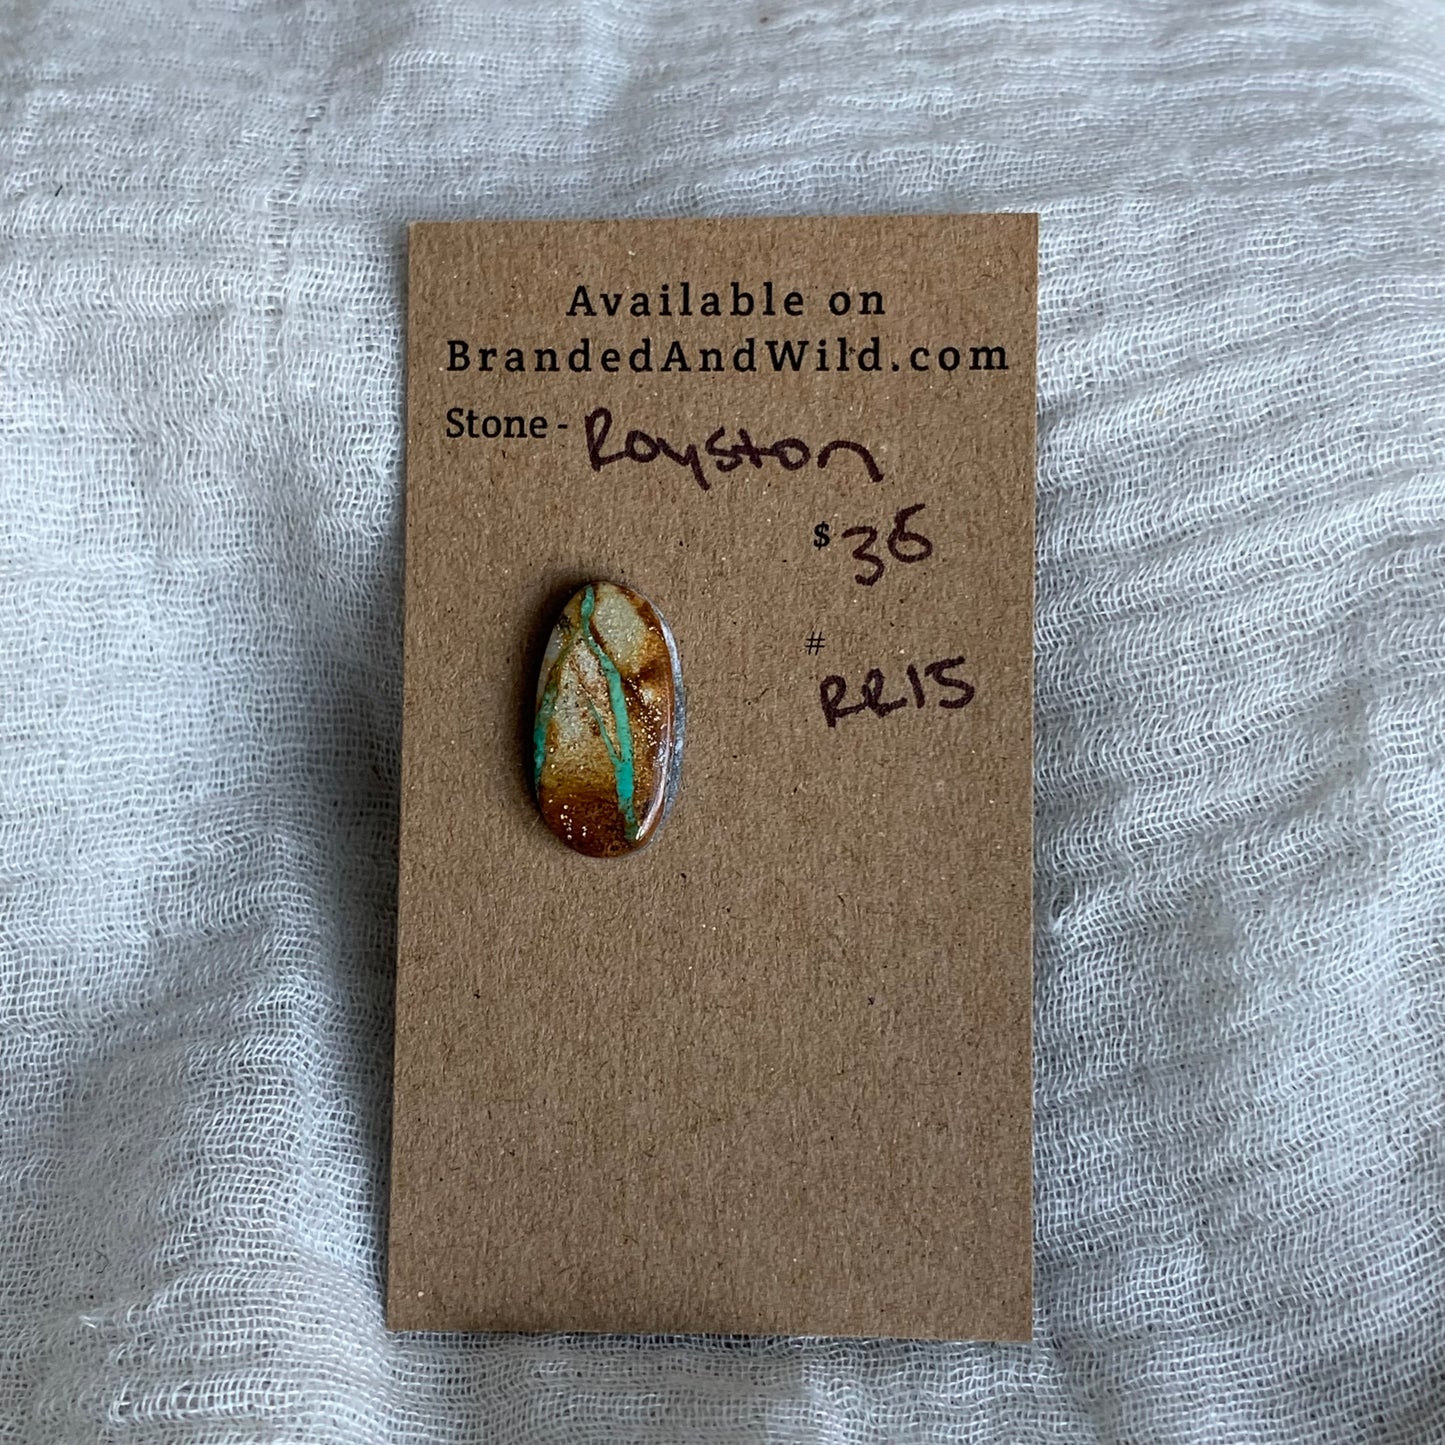 Available on
BrandedAndWild.com
Stone - Royston
$ 36
#
RR15